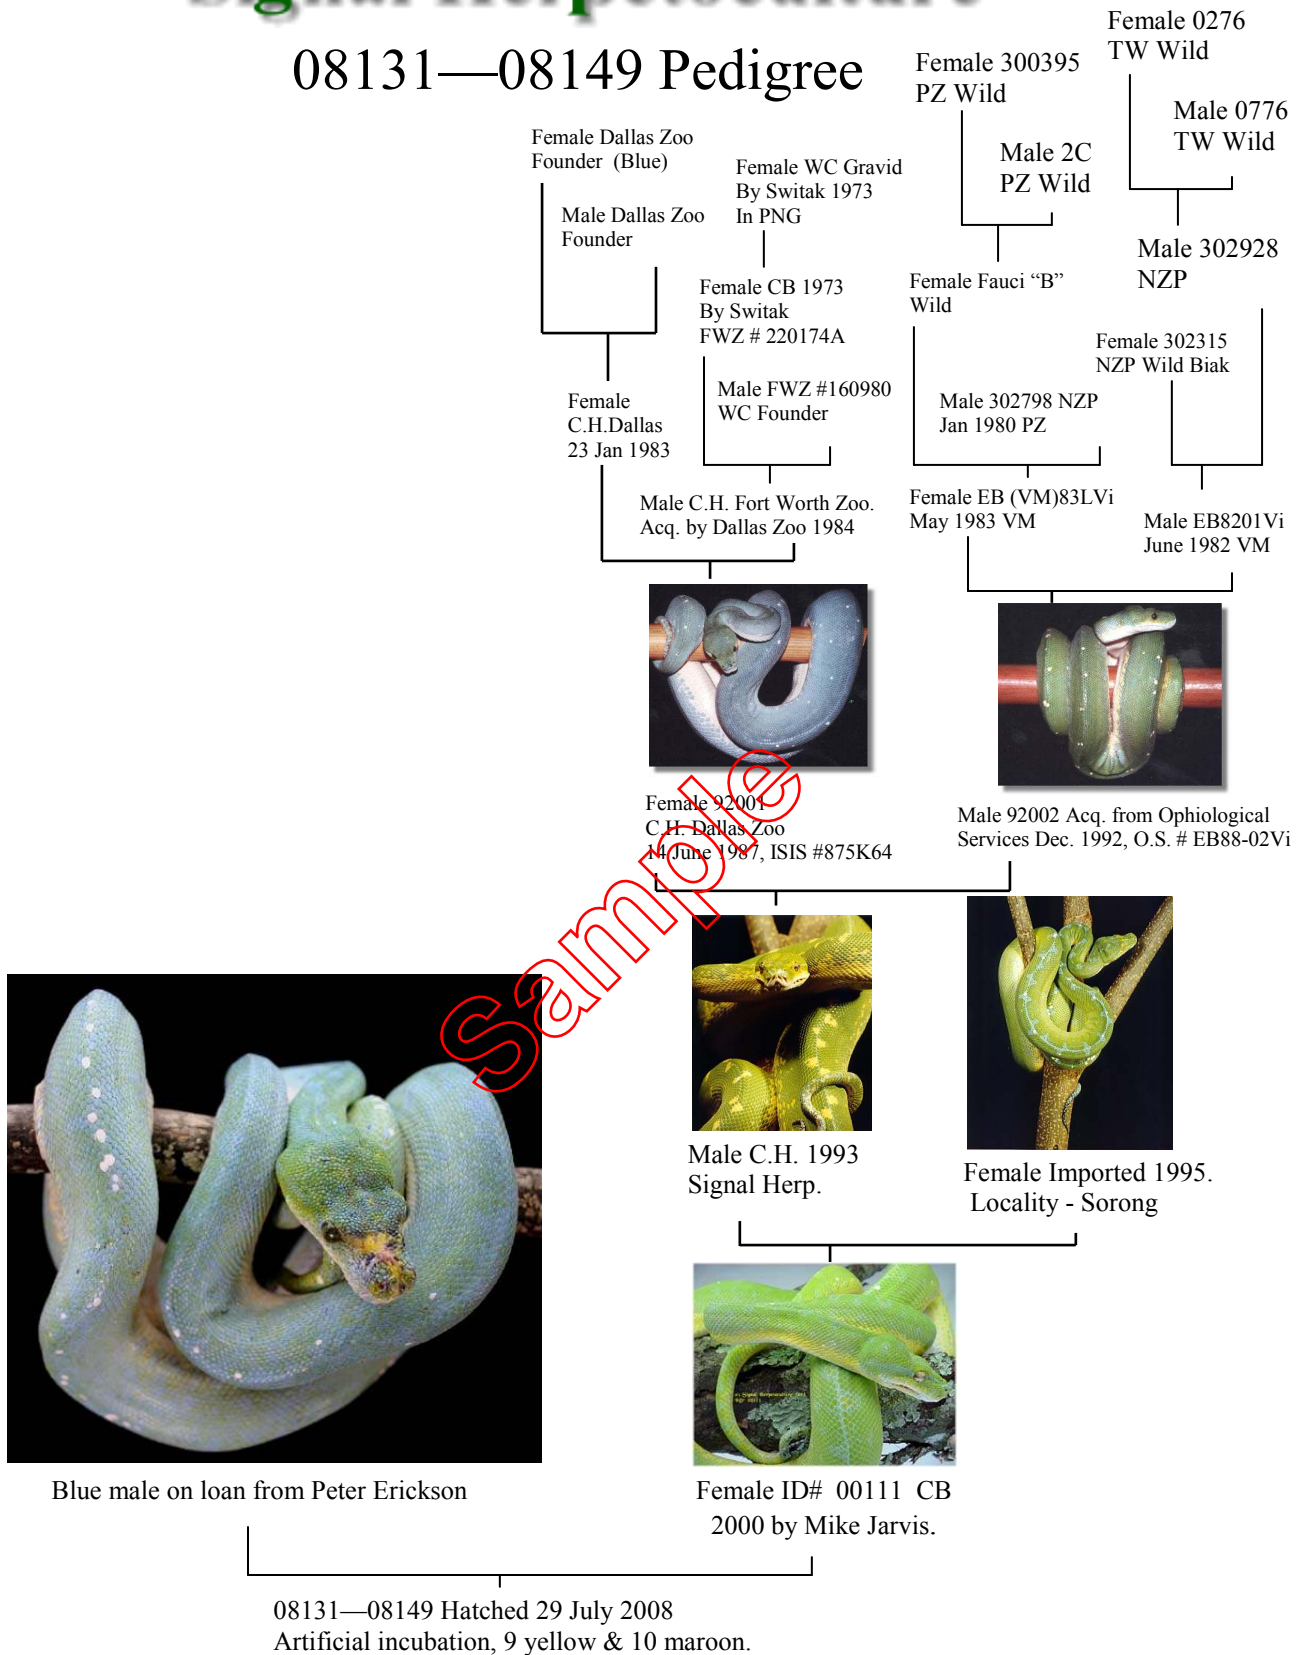 Signal Herpetoculture
08131—08149 Pedigree
Female 0276
TW Wild
Female 300395
PZ Wild
Male 0776
TW Wild
Female Dallas Zoo
Founder (Blue)
Male 2C
PZ Wild
Female WC Gravid
By Switak 1973
In PNG
Male Dallas Zoo
Founder
Male 302928
NZP
Female CB 1973
By Switak
FWZ # 220174A
Female Fauci “B”
Wild
Female 302315
NZP Wild Biak
Male FWZ #160980
WC Founder
Female
C.H.Dallas
23 Jan 1983
Male 302798 NZP
Jan 1980 PZ
Male C.H. Fort Worth Zoo.
Acq. by Dallas Zoo 1984
Female EB (VM)83LVi
May 1983 VM
Male EB8201Vi
June 1982 VM
Female 92001
C.H. Dallas Zoo
14 June 1987, ISIS #875K64
Male 92002 Acq. from Ophiological
Services Dec. 1992, O.S. # EB88-02Vi
Sample
Male C.H. 1993
Signal Herp.
Female Imported 1995.
Locality - Sorong
Blue male on loan from Peter Erickson
Female ID# 00111 CB
2000 by Mike Jarvis.
08131—08149 Hatched 29 July 2008
Artificial incubation, 9 yellow & 10 maroon.